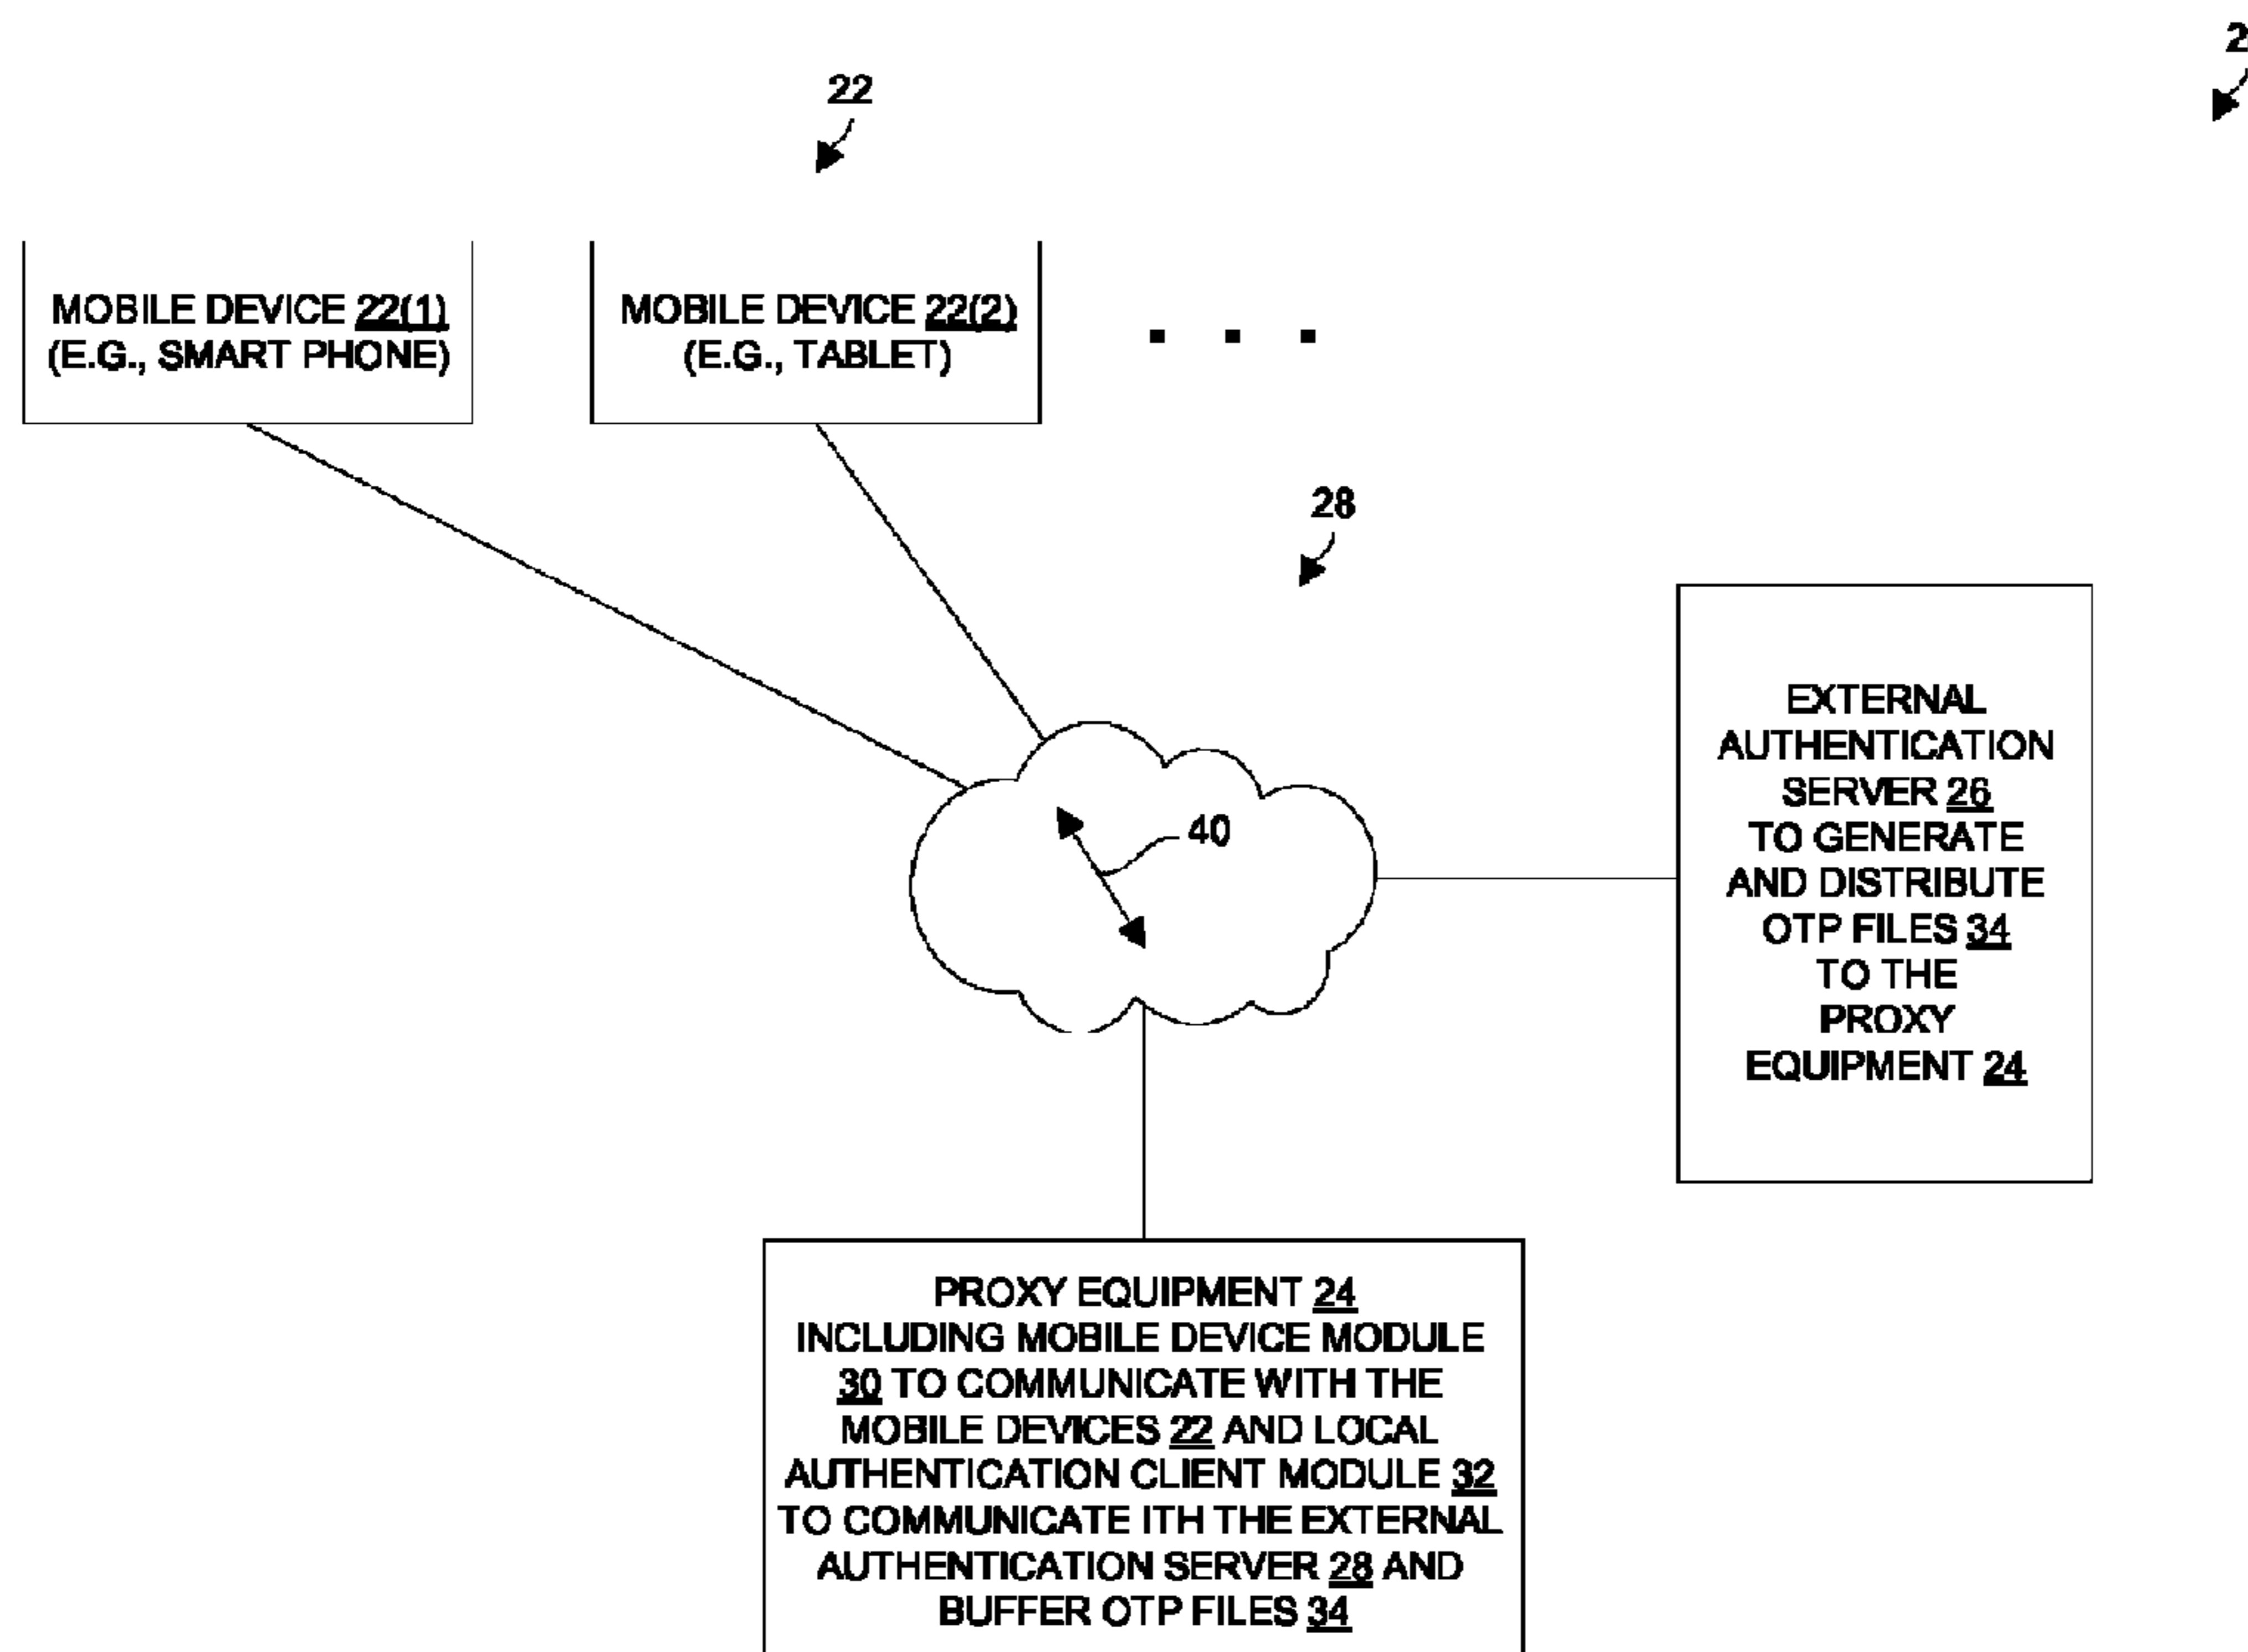 22
MOBILE DEVICE 22(1)
(E.G., SMART PHONE)
MOBILE DEVICE 22(2)
(E.G., TABLET)
. . .
28
40
EXTERNAL
AUTHENTICATION
SERVER 26
TO GENERATE
AND DISTRIBUTE
OTP FILES 34
TO THE
PROXY
EQUIPMENT 24
PROXY EQUIPMENT 24
INCLUDING MOBILE DEVICE MODULE
30 TO COMMUNICATE WITH THE
MOBILE DEVICES 22 AND LOCAL
AUTHENTICATION CLIENT MODULE 32
TO COMMUNICATE ITH THE EXTERNAL
AUTHENTICATION SERVER 28 AND
BUFFER OTP FILES 34